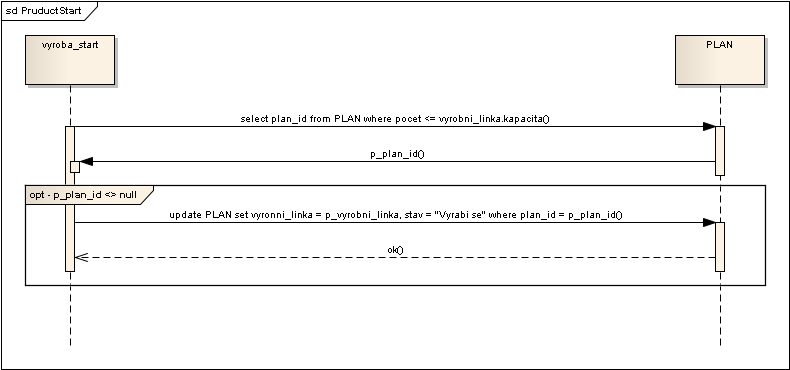 sd PruductStart
vyroba_start
PLAN
select plan_id from PLAN where pocet <= vyrobni_linka.kapacita()
p_plan_id()
opt - p_plan_id <> null
update PLAN set vyronni_linka = p_vyrobni_linka, stav = "Vyrabi se" where plan_id = p_plan_id()
ok()